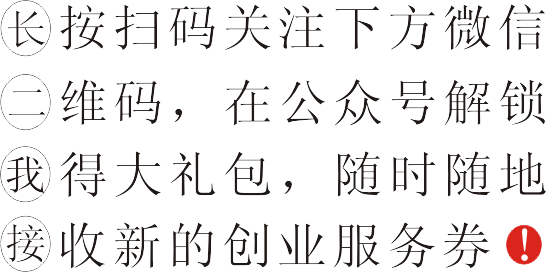 长按扫码关注下方微信
二维码，在公众号解锁
我得大礼包，随时随地
接收新的创业服务券！